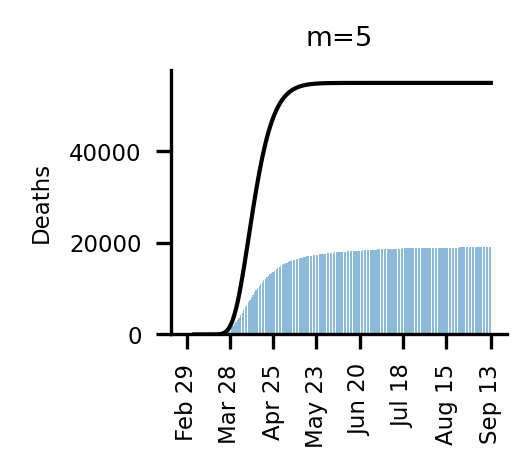 m=5
Deaths
40000
20000
0
Feb 29
Mar 28
Apr 25
May 23
Jun 20
Jul 18
Aug 15
Sep 13